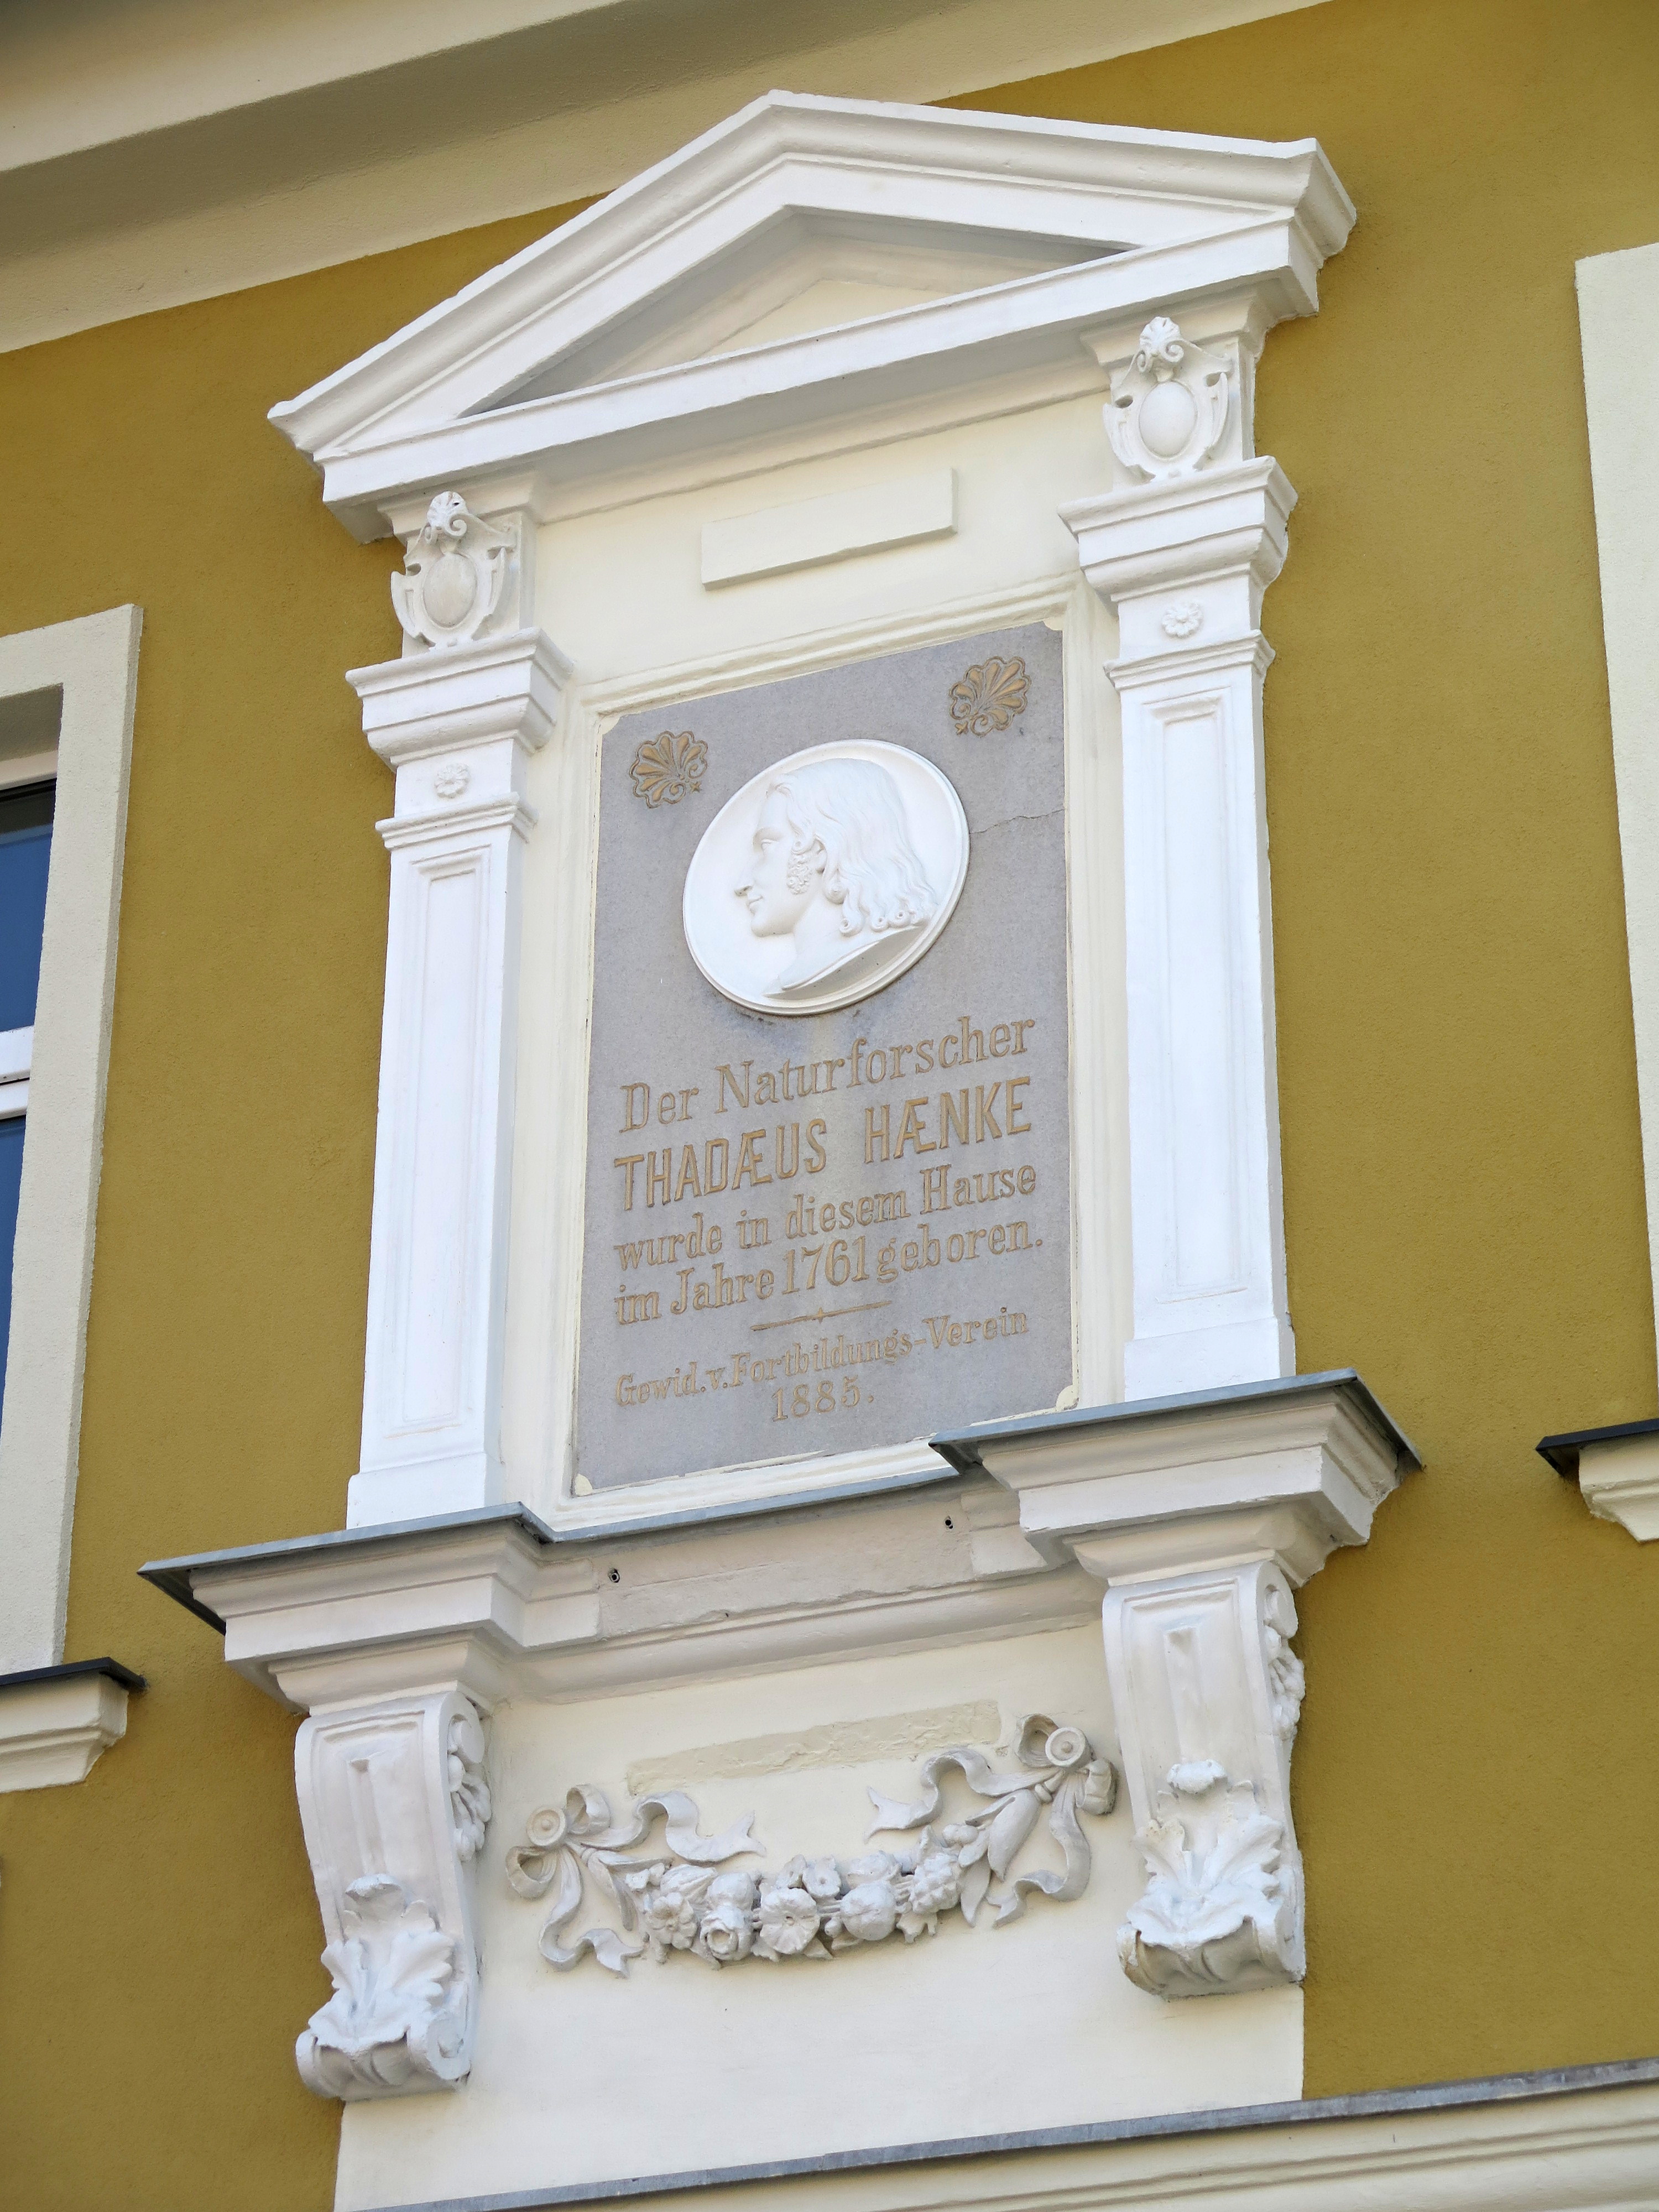 Der Naturforscher
THADÆUS HÆNKE
wurde in diesem Hause
im Jahre 1761 geboren.
Gewid. v. Fortbildungs-Verein
1885.